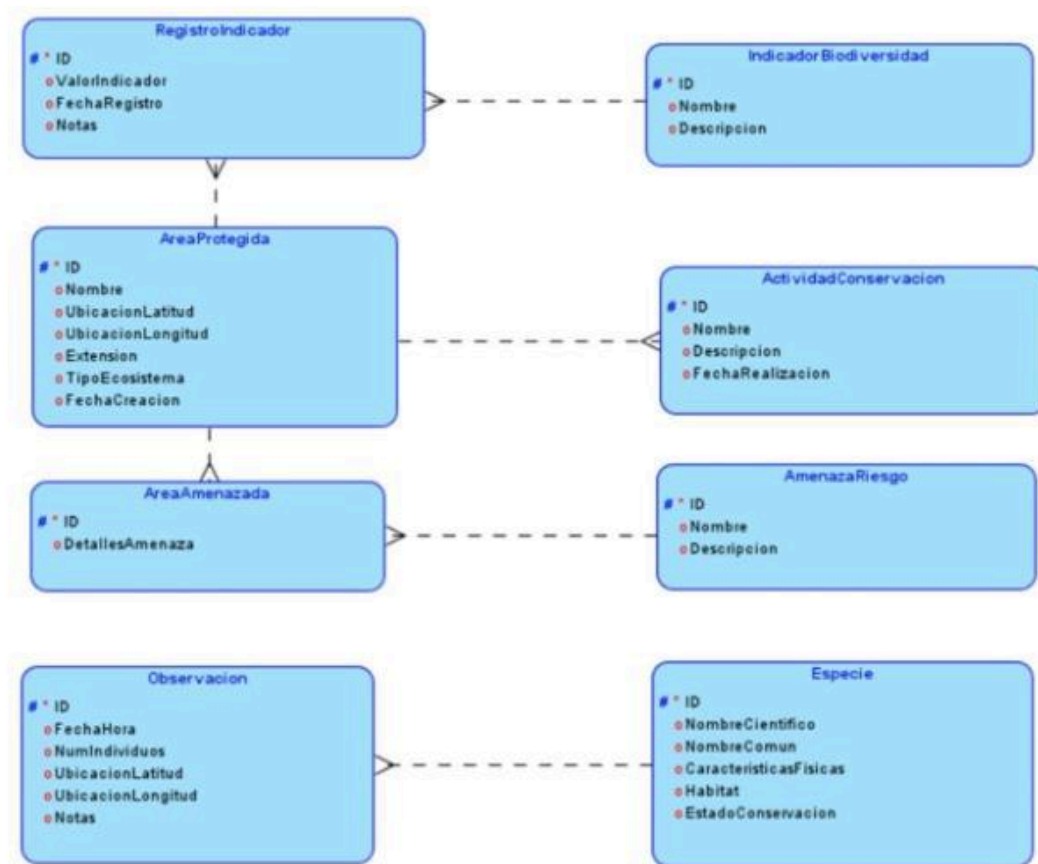 RegistroIndicador
# * ID
o ValorIndicador
o FechaRegistro
o Notas
IndicadorBiodiversidad
# * ID
o Nombre
o Descripcion
AreaProtegida
# * ID
o Nombre
o UbicacionLatitud
o UbicacionLongitud
o Extension
o TipoEcosistema
o FechaCreacion
ActividadConservacion
# * ID
o Nombre
o Descripcion
o FechaRealizacion
AreaAmenazada
# * ID
o DetallesAmenaza
AmenazaRiesgo
# * ID
o Nombre
o Descripcion
Observacion
# * ID
o FechaHora
o NumIndividuos
o UbicacionLatitud
o UbicacionLongitud
o Notas
Especie
# * ID
o NombreCientifico
o NombreComun
o CaracteristicasFisicas
o Habitat
o EstadoConservacion